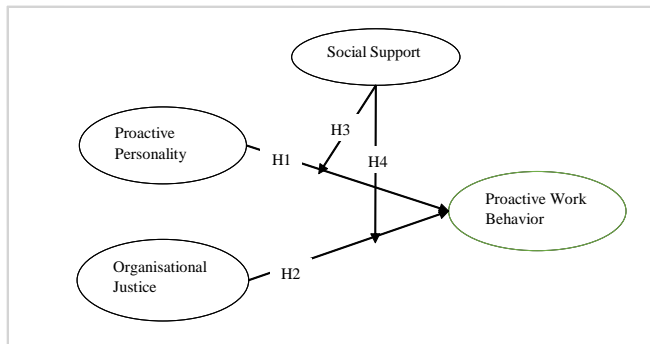 Social Support
Proactive
Personality
H3
H1
H4
Proactive Work
Behavior
Organisational
Justice
H2